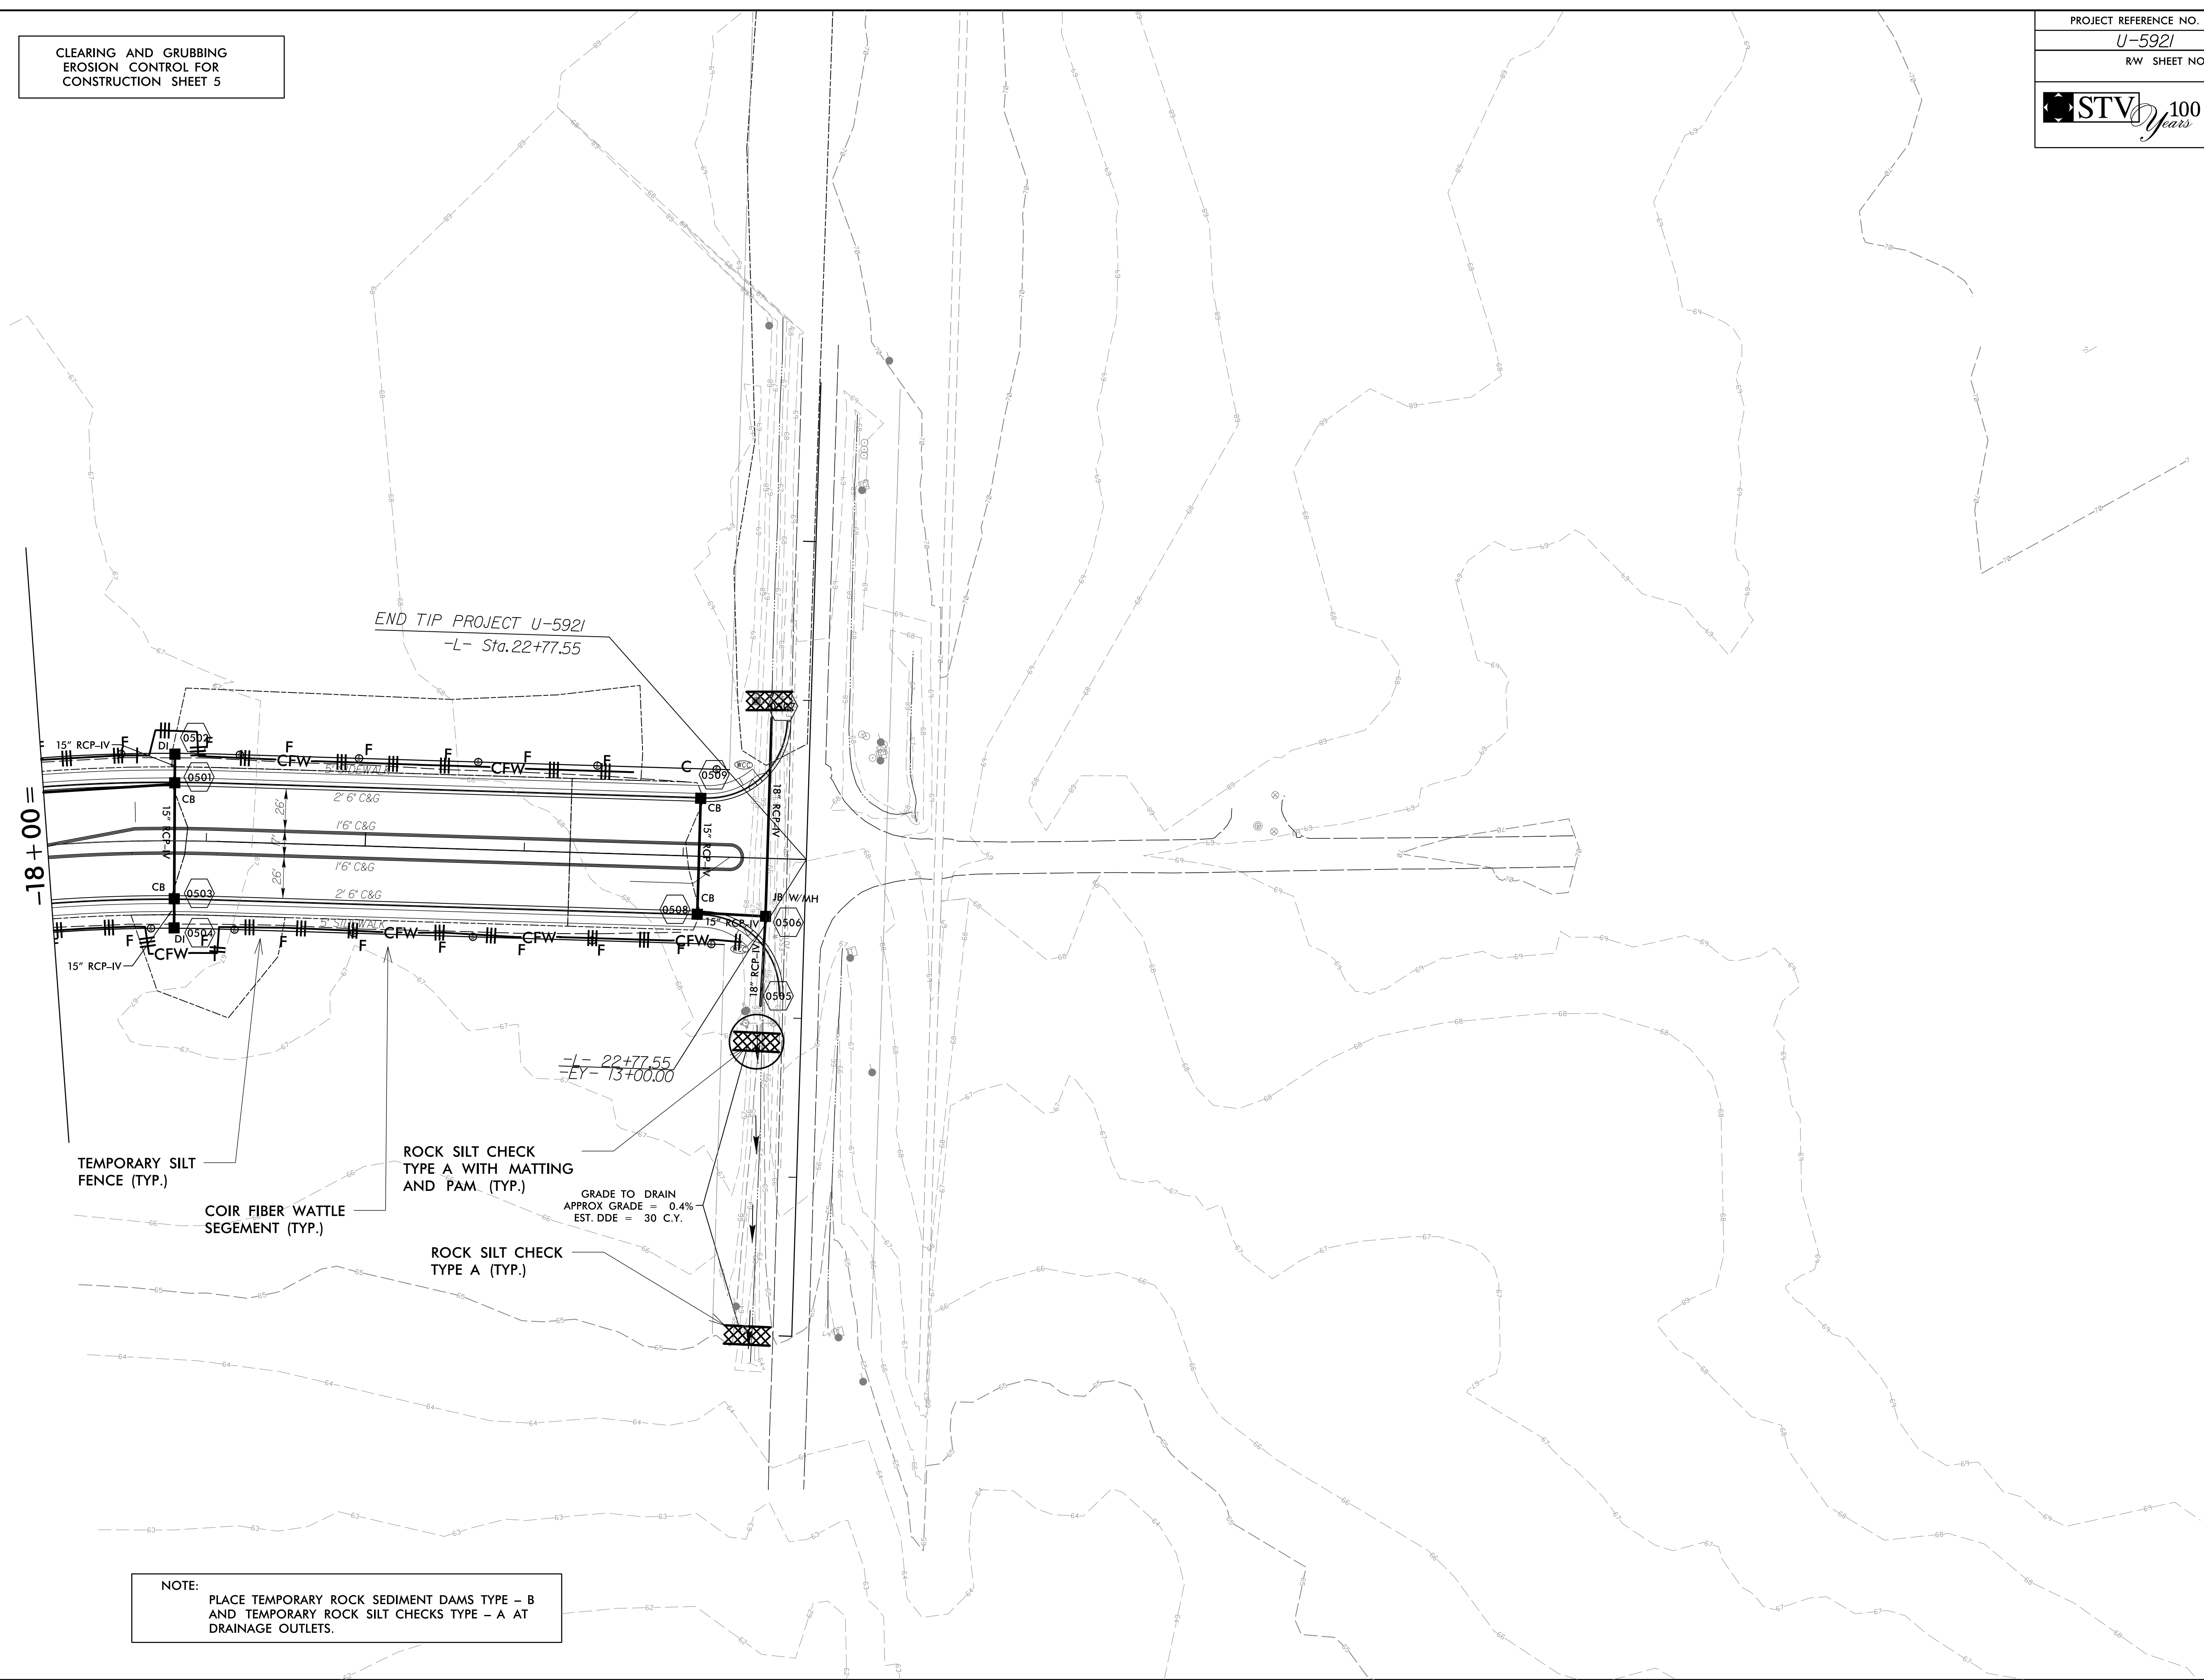 CLEARING AND GRUBBING
EROSION CONTROL FOR
CONSTRUCTION SHEET 5
PROJECT REFERENCE NO.
U-5921
R/W SHEET NO
STV 100
Years
END TIP PROJECT U-5921
-L- Sta. 22+77.55
-18+00=
15" RCP-IV
DI
0502
0501
CB
F
CFW
C
0509
5' SIDEWALK
2' 6" C&G
26'
1'6" C&G
15" RCP-IV
1'6" C&G
26'
2' 6" C&G
CB
0503
0504
DI
5' SIDEWALK
15" RCP-IV
CFW
CB
15" RCP-IV
18" RCP-IV
CB
0508
15" RCP-IV
JB W/MH
0506
18" RCP-IV
0505
-L- 22+77.55
-EY- 13+00.00
TEMPORARY SILT
FENCE (TYP.)
COIR FIBER WATTLE
SEGEMENT (TYP.)
ROCK SILT CHECK
TYPE A WITH MATTING
AND PAM (TYP.)
GRADE TO DRAIN
APPROX GRADE = 0.4%
EST. DDE = 30 C.Y.
ROCK SILT CHECK
TYPE A (TYP.)
NOTE:
PLACE TEMPORARY ROCK SEDIMENT DAMS TYPE – B
AND TEMPORARY ROCK SILT CHECKS TYPE – A AT
DRAINAGE OUTLETS.